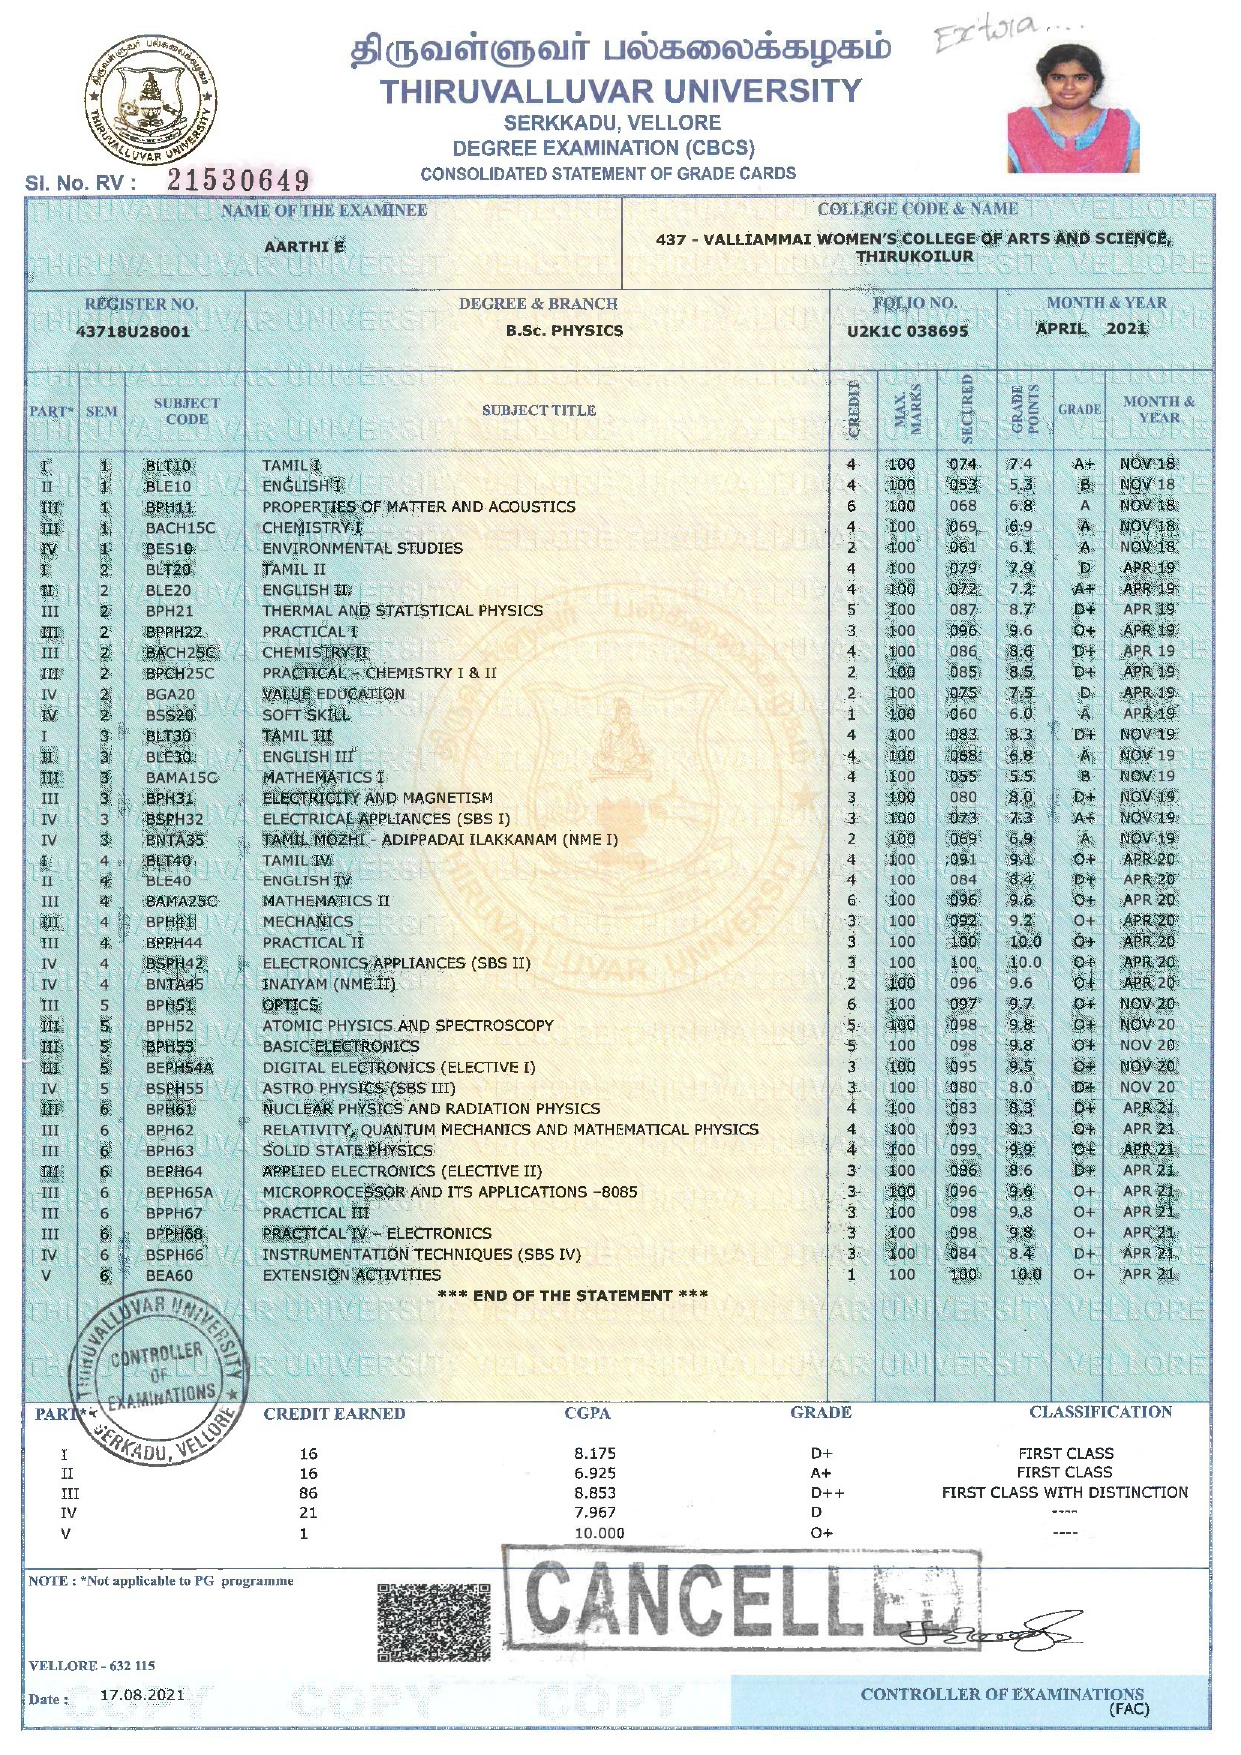 Extra....
திருவள்ளுவர் பல்கலைக்கழகம்
THIRUVALLUVAR UNIVERSITY
SERKKADU, VELLORE
DEGREE EXAMINATION (CBCS)
CONSOLIDATED STATEMENT OF GRADE CARDS
THIRUVALLUVAR UNIVERSITY
SI. No. RV : 21530649
NAME OF THE EXAMINEE COLLEGE CODE & NAME
AARTHI E 437 - VALLIAMMAI WOMEN'S COLLEGE OF ARTS AND SCIENCE,
THIRUKOILUR
REGISTER NO. DEGREE & BRANCH FOLIO NO. MONTH & YEAR
43718U28001 B.Sc. PHYSICS U2K1C 038695 APRIL 2021
PART* SEM SUBJECT CODE SUBJECT TITLE CREDIT MAX. MARKS SECURED GRADE POINTS GRADE MONTH & YEAR
I 1 BLT10 TAMIL I 4 100 074 7.4 A+ NOV 18
II 1 BLE10 ENGLISH I 4 100 053 5.3 B NOV 18
III 1 BPH11 PROPERTIES OF MATTER AND ACOUSTICS 6 100 068 6.8 A NOV 18
III 1 BACH15C CHEMISTRY I 4 100 069 6.9 A NOV 18
IV 1 BES10 ENVIRONMENTAL STUDIES 2 100 061 6.1 A NOV 18
I 2 BLT20 TAMIL II 4 100 079 7.9 D APR 19
II 2 BLE20 ENGLISH II 4 100 072 7.2 A+ APR 19
III 2 BPH21 THERMAL AND STATISTICAL PHYSICS 5 100 087 8.7 D+ APR 19
III 2 BPPH22 PRACTICAL I 3 100 096 9.6 O+ APR 19
III 2 BACH25C CHEMISTRY II 4 100 086 8.6 D+ APR 19
III 2 BPCH25C PRACTICAL – CHEMISTRY I & II 2 100 085 8.5 D+ APR 19
IV 2 BGA20 VALUE EDUCATION 2 100 075 7.5 D APR 19
IV 2 BSS20 SOFT SKILL 1 100 060 6.0 A APR 19
I 3 BLT30 TAMIL III 4 100 083 8.3 D+ NOV 19
II 3 BLE30 ENGLISH III 4 100 068 6.8 A NOV 19
III 3 BAMA15C MATHEMATICS I 4 100 055 5.5 B NOV 19
III 3 BPH31 ELECTRICITY AND MAGNETISM 3 100 080 8.0 D+ NOV 19
IV 3 BSPH32 ELECTRICAL APPLIANCES (SBS I) 3 100 073 7.3 A+ NOV 19
IV 3 BNTA35 TAMIL MOZHI - ADIPPADAI ILAKKANAM (NME I) 2 100 069 6.9 A NOV 19
I 4 BLT40 TAMIL IV 4 100 091 9.1 O+ APR 20
II 4 BLE40 ENGLISH IV 4 100 084 8.4 D+ APR 20
III 4 BAMA25C MATHEMATICS II 6 100 096 9.6 O+ APR 20
III 4 BPH41 MECHANICS 3 100 092 9.2 O+ APR 20
III 4 BPPH44 PRACTICAL II 3 100 100 10.0 O+ APR 20
IV 4 BSPH42 ELECTRONICS APPLIANCES (SBS II) 3 100 100 10.0 O+ APR 20
IV 4 BNTA45 INAIYAM (NME II) 2 100 096 9.6 O+ APR 20
III 5 BPH51 OPTICS 6 100 097 9.7 O+ NOV 20
III 5 BPH52 ATOMIC PHYSICS AND SPECTROSCOPY 5 100 098 9.8 O+ NOV 20
III 5 BPH53 BASIC ELECTRONICS 5 100 098 9.8 O+ NOV 20
III 5 BEPH54A DIGITAL ELECTRONICS (ELECTIVE I) 3 100 095 9.5 O+ NOV 20
IV 5 BSPH55 ASTRO PHYSICS (SBS III) 3 100 080 8.0 D+ NOV 20
III 6 BPH61 NUCLEAR PHYSICS AND RADIATION PHYSICS 4 100 083 8.3 D+ APR 21
III 6 BPH62 RELATIVITY, QUANTUM MECHANICS AND MATHEMATICAL PHYSICS 4 100 093 9.3 O+ APR 21
III 6 BPH63 SOLID STATE PHYSICS 4 100 099 9.9 O+ APR 21
III 6 BEPH64 APPLIED ELECTRONICS (ELECTIVE II) 3 100 086 8.6 D+ APR 21
III 6 BEPH65A MICROPROCESSOR AND ITS APPLICATIONS –8085 3 100 096 9.6 O+ APR 21
III 6 BPPH67 PRACTICAL III 3 100 098 9.8 O+ APR 21
III 6 BPPH68 PRACTICAL IV – ELECTRONICS 3 100 098 9.8 O+ APR 21
IV 6 BSPH66 INSTRUMENTATION TECHNIQUES (SBS IV) 3 100 084 8.4 D+ APR 21
V 6 BEA60 EXTENSION ACTIVITIES 1 100 100 10.0 O+ APR 21
*** END OF THE STATEMENT ***
THIRUVALLUVAR UNIVERSITY
CONTROLLER
OF
EXAMINATIONS
SERKADU, VELLORE
PART* CREDIT EARNED CGPA GRADE CLASSIFICATION
I 16 8.175 D+ FIRST CLASS
II 16 6.925 A+ FIRST CLASS
III 86 8.853 D++ FIRST CLASS WITH DISTINCTION
IV 21 7.967 D ----
V 1 10.000 O+ ----
NOTE : *Not applicable to PG programme
CANCELLED
VELLORE - 632 115
Date : 17.08.2021
COPY COPY COPY
CONTROLLER OF EXAMINATIONS
(FAC)